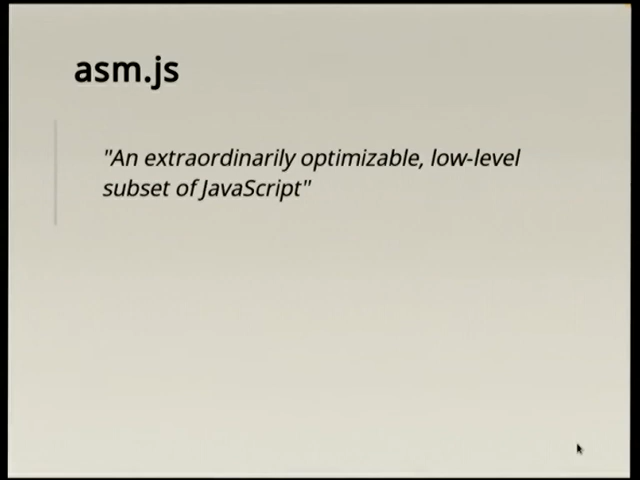 asm.js
"An extraordinarily optimizable, low-level
subset of JavaScript"